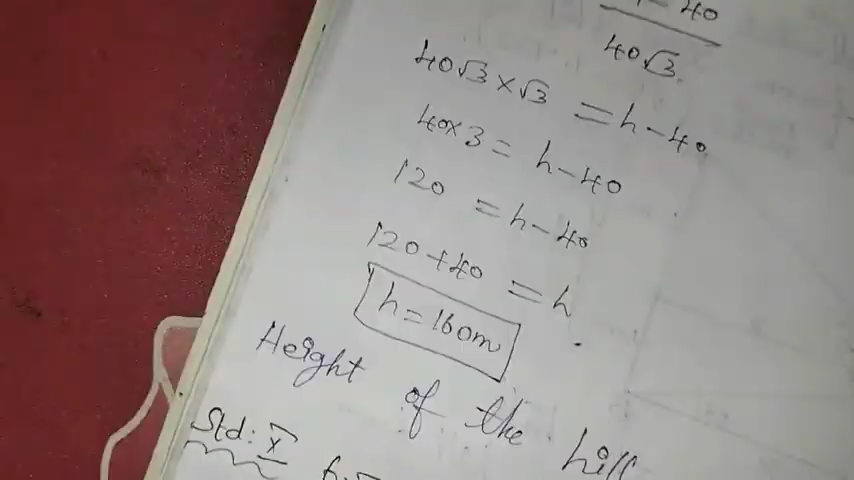 - 40
40√3
40√3 × √3 = h - 40
40×3 = h - 40
120 = h - 40
120 + 40 = h
h = 160m
Height of the hill
Std: X